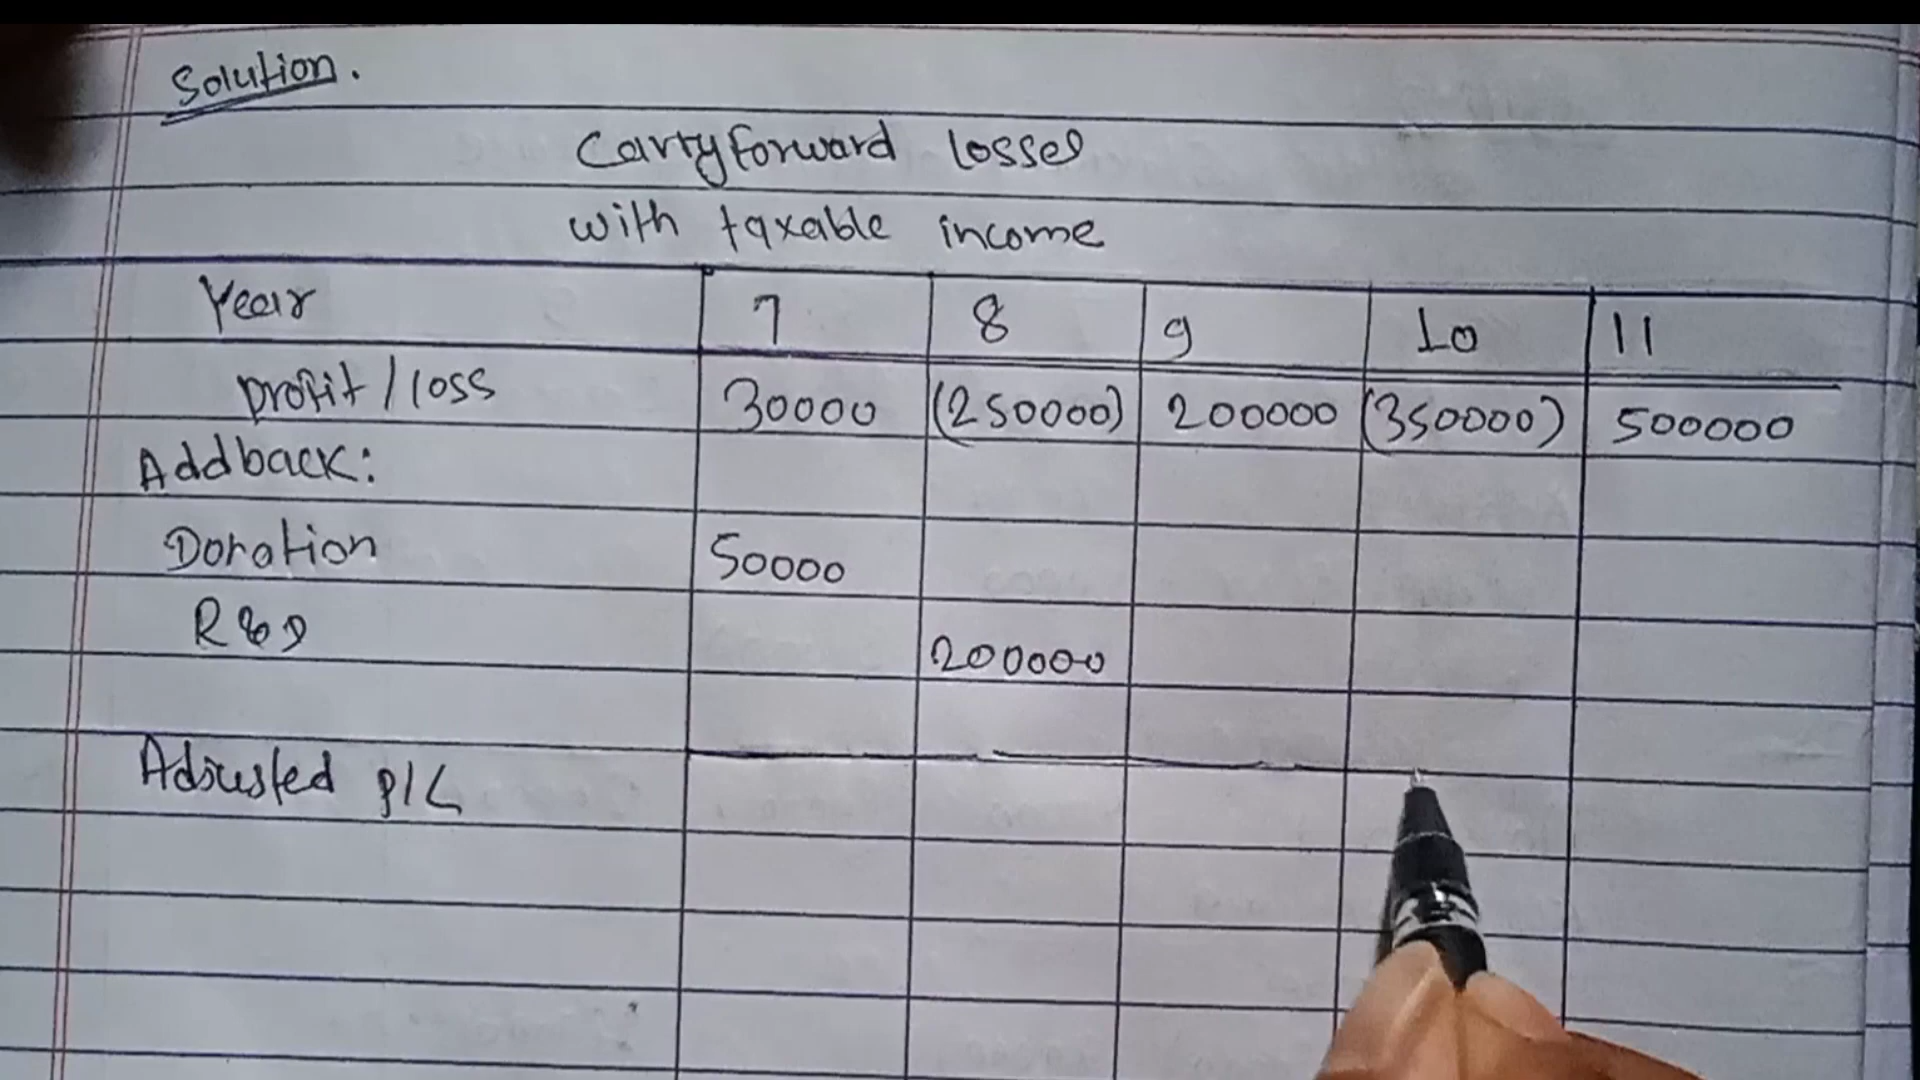 Solution.
Carryforward losses
with taxable income
Year 7 8 9 10 11
profit/loss 30000 (250000) 200000 (350000) 500000
Addback:
Donation 50000
R&D 200000
Adjusted P/L